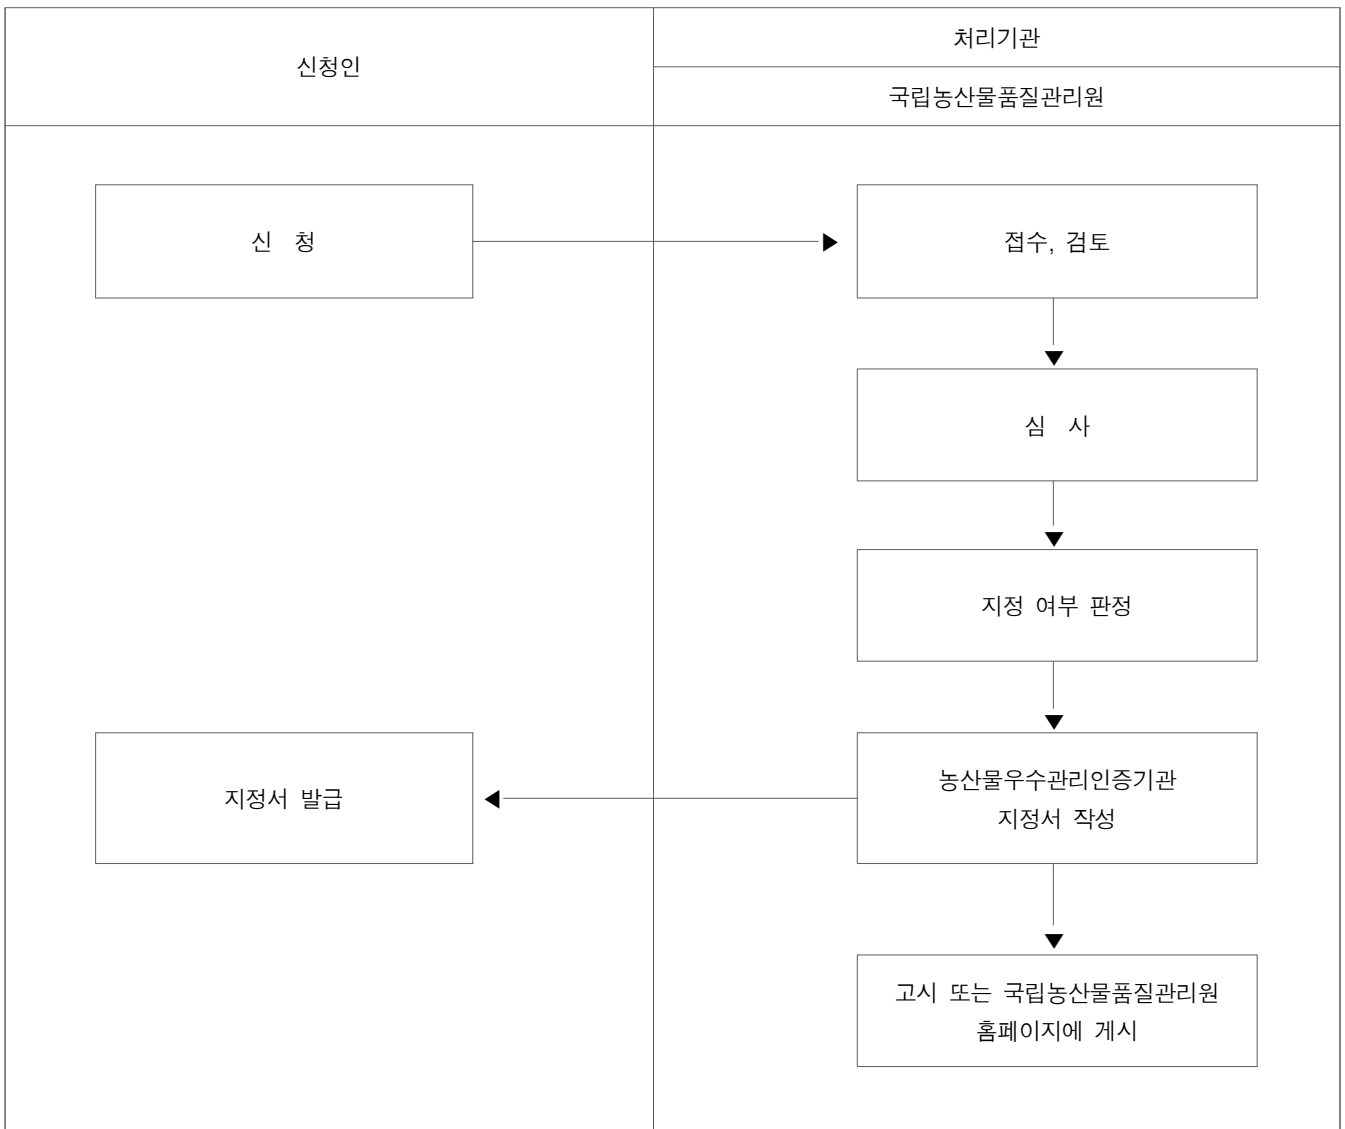 신청인
처리기관
국립농산물품질관리원
신 청
접수, 검토
심 사
지정 여부 판정
지정서 발급
농산물우수관리인증기관
지정서 작성
고시 또는 국립농산물품질관리원
홈페이지에 게시